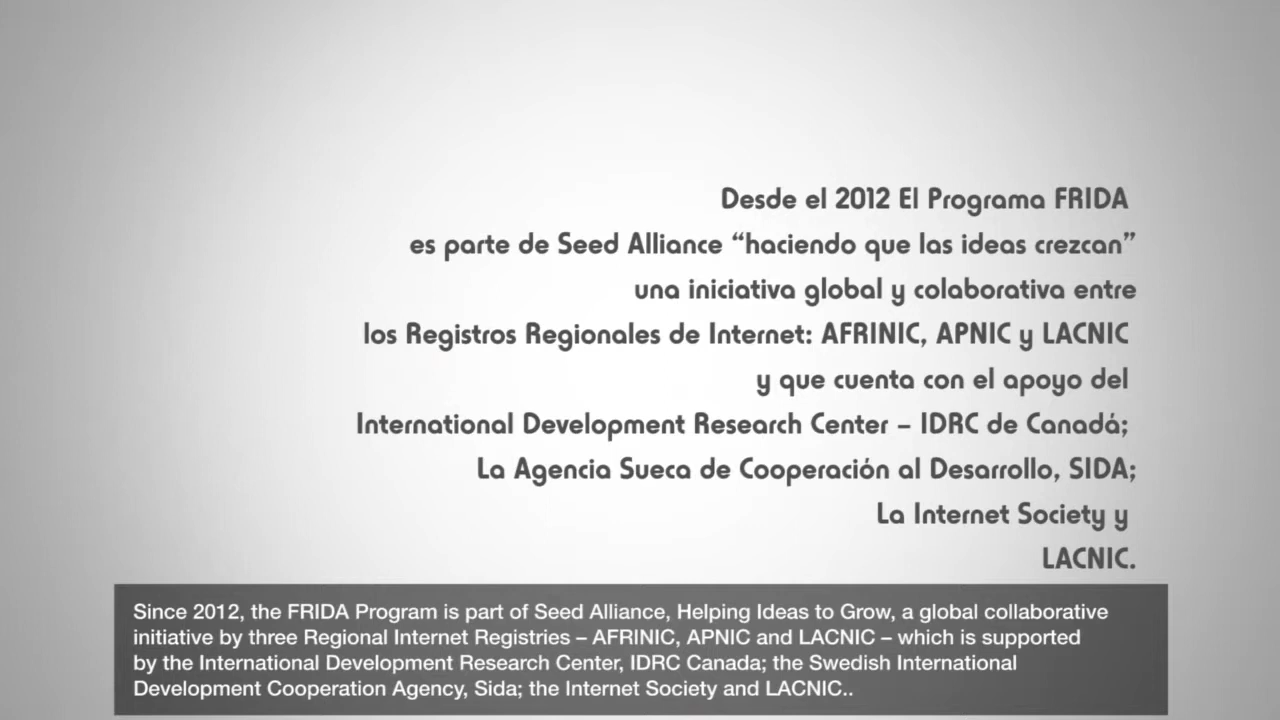 Desde el 2012 El Programa FRIDA
es parte de Seed Alliance “haciendo que las ideas crezcan”
una iniciativa global y colaborativa entre
los Registros Regionales de Internet: AFRINIC, APNIC y LACNIC
y que cuenta con el apoyo del
International Development Research Center – IDRC de Canadá;
La Agencia Sueca de Cooperación al Desarrollo, SIDA;
La Internet Society y
LACNIC.
Since 2012, the FRIDA Program is part of Seed Alliance, Helping Ideas to Grow, a global collaborative
initiative by three Regional Internet Registries – AFRINIC, APNIC and LACNIC – which is supported
by the International Development Research Center, IDRC Canada; the Swedish International
Development Cooperation Agency, Sida; the Internet Society and LACNIC..